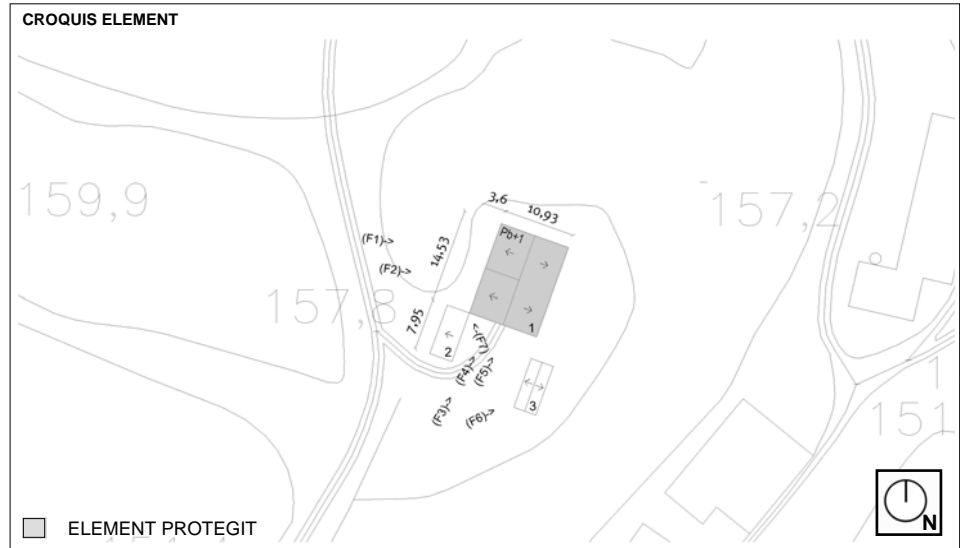 CROQUIS ELEMENT
159,9
157,2
157,8
3,6
10,93
Pb+1
14,53
7,95
(F1)->
(F2)->
(F7)->
(F4)->
(F5)->
(F3)->
(F6)->
1
2
3
1
151
ELEMENT PROTEGIT
N